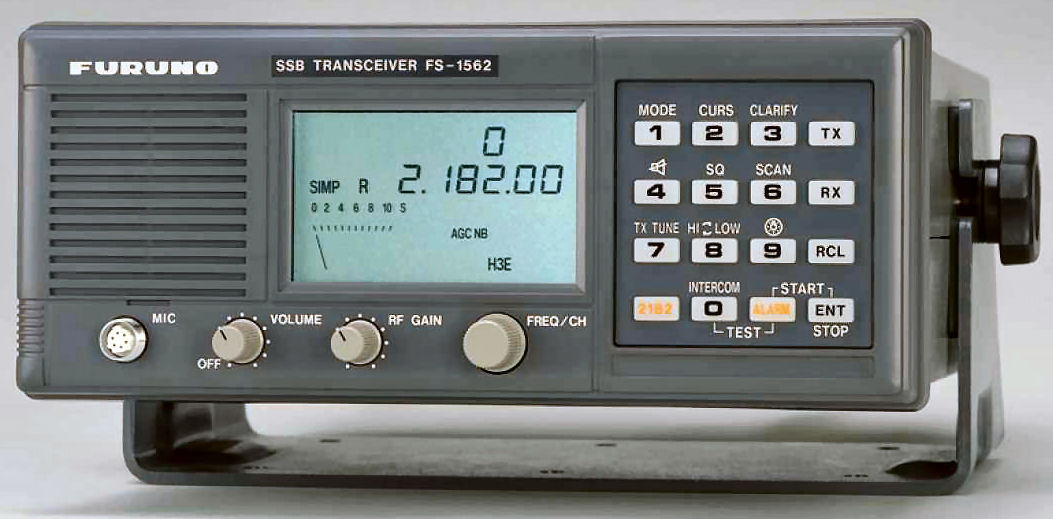 FURUNO
SSB TRANSCEIVER FS-1562
0
SIMP R 2.182.00
0 2 4 6 8 10 S
AGC NB
H3E
MIC
OFF
VOLUME
RF GAIN
FREQ/CH
MODE CURS CLARIFY
1 2 3 TX
SQ SCAN
4 5 6 RX
TX TUNE HI LOW
7 8 9 RCL
INTERCOM START
2182 0 ALARM ENT
TEST STOP